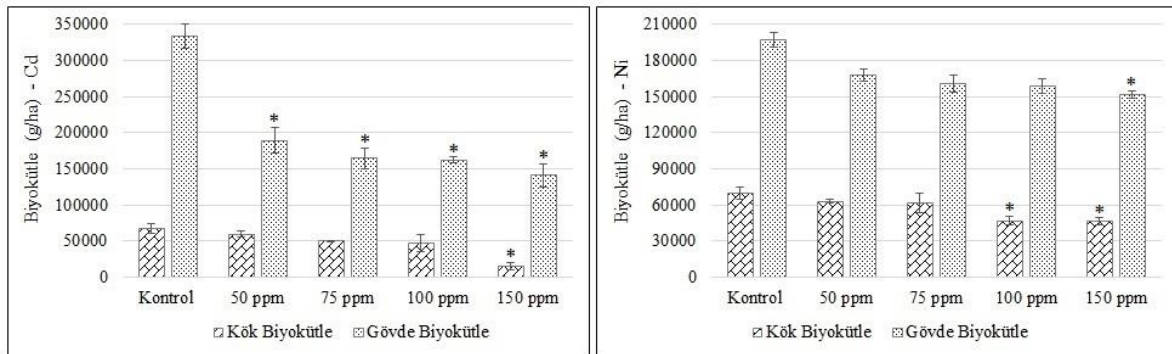 Biyokütle (g/ha) - Cd
350000
300000
250000
200000
150000
100000
50000
0
* * * * *
Kontrol 50 ppm 75 ppm 100 ppm 150 ppm
Kök Biyokütle Gövde Biyokütle
Biyokütle (g/ha) - Ni
210000
180000
150000
120000
90000
60000
30000
0
* * *
Kontrol 50 ppm 75 ppm 100 ppm 150 ppm
Kök Biyokütle Gövde Biyokütle